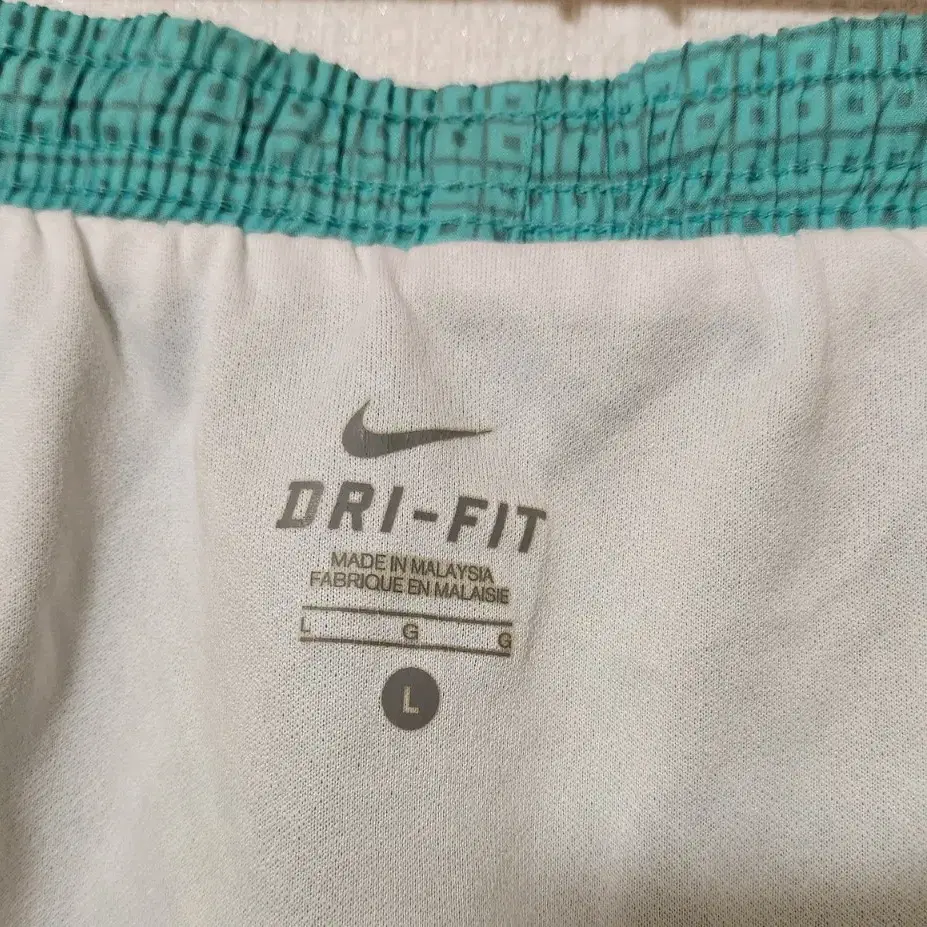 DRI-FIT
MADE IN MALAYSIA
FABRIQUE EN MALAISIE
L G G
L